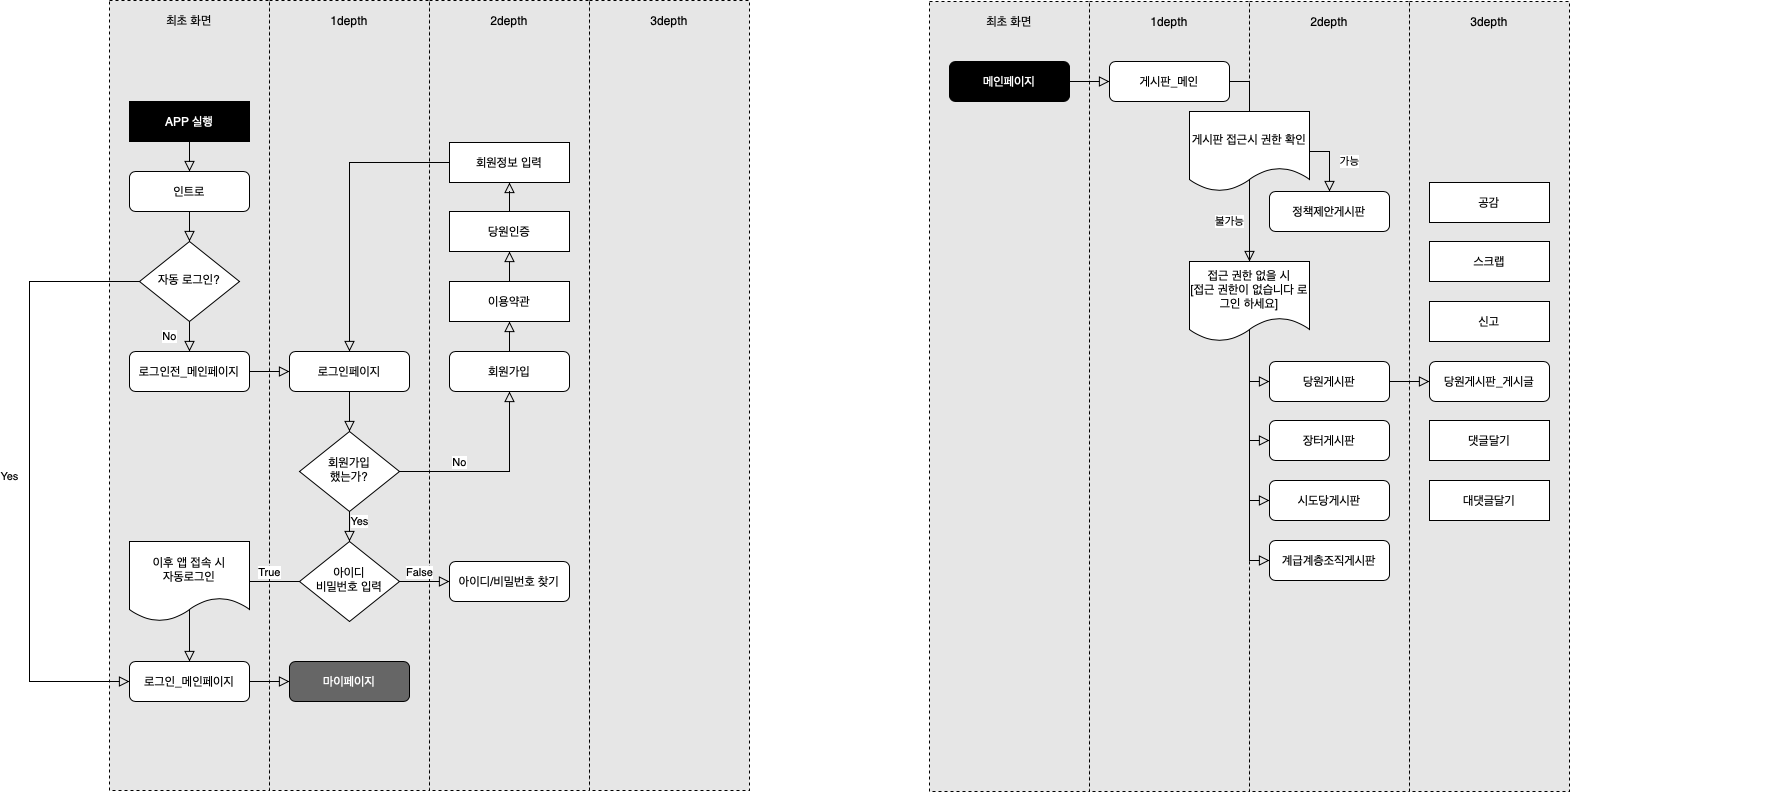 최초 화면
1depth
2depth
3depth
APP 실행
인트로
자동 로그인?
No
Yes
로그인전_메인페이지
로그인페이지
회원정보 입력
당원인증
이용약관
회원가입
회원가입
했는가?
No
Yes
아이디
비밀번호 입력
True
False
이후 앱 접속 시
자동로그인
아이디/비밀번호 찾기
로그인_메인페이지
마이페이지
최초 화면
1depth
2depth
3depth
메인페이지
게시판_메인
게시판 접근시 권한 확인
가능
불가능
정책제안게시판
접근 권한 없을 시
[접근 권한이 없습니다 로
그인 하세요]
당원게시판
장터게시판
시도당게시판
계급계층조직게시판
공감
스크랩
신고
당원게시판_게시글
댓글달기
대댓글달기